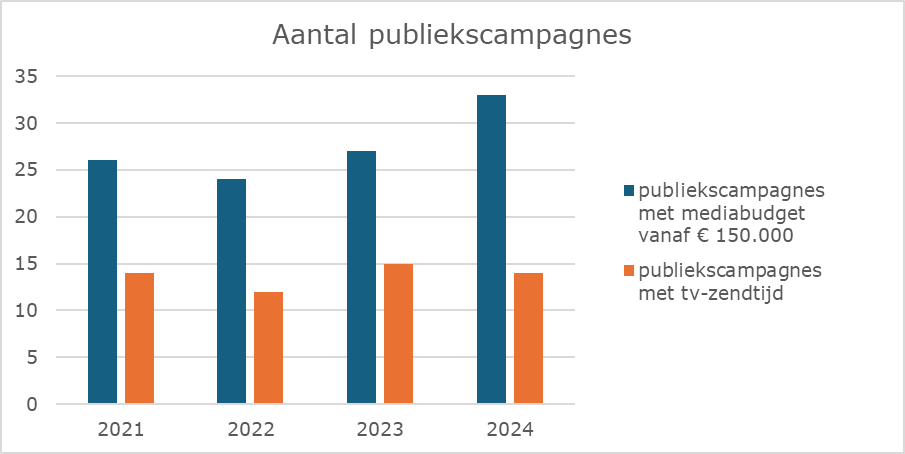 Aantal publiekscampagnes
35
30
25
20
15
10
5
0
2021 2022 2023 2024
publiekscampagnes
met mediabudget
vanaf € 150.000
publiekscampagnes
met tv-zendtijd